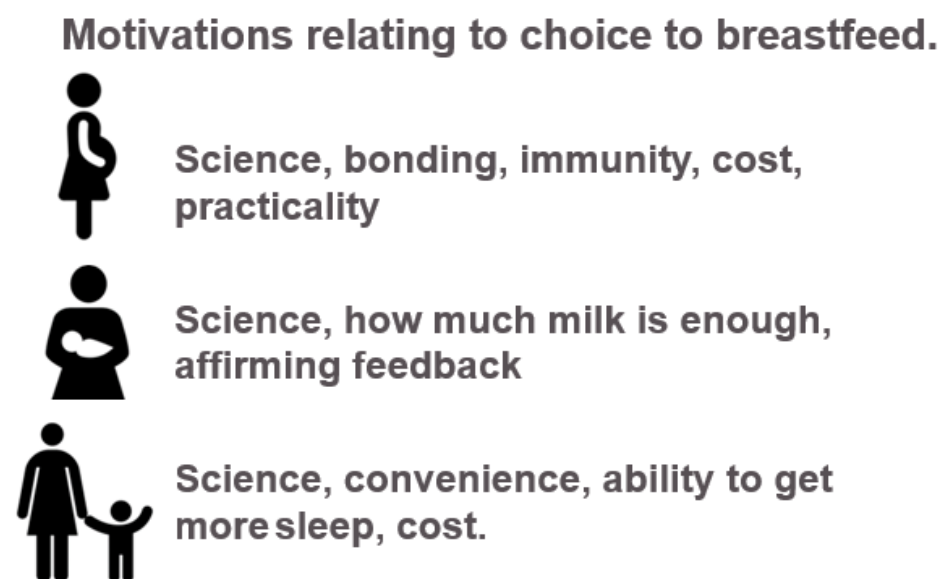 Motivations relating to choice to breastfeed.
Science, bonding, immunity, cost,
practicality
Science, how much milk is enough,
affirming feedback
Science, convenience, ability to get
more sleep, cost.